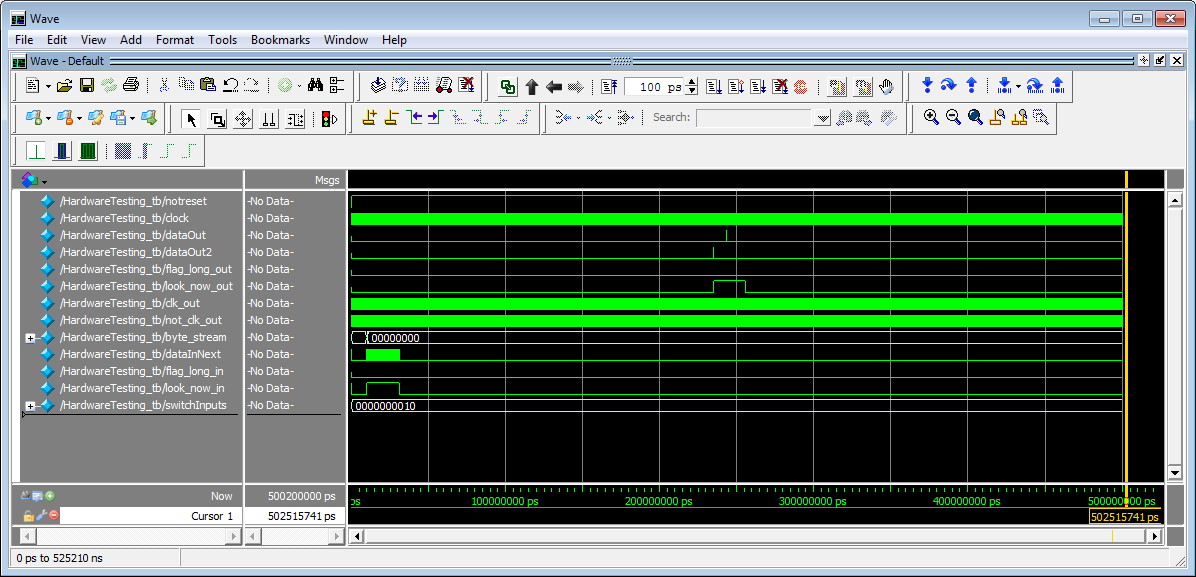 Wave
File Edit View Add Format Tools Bookmarks Window Help
Wave - Default
100 ps
Search:
Msgs
/HardwareTesting_tb/notreset -No Data-
/HardwareTesting_tb/clock -No Data-
/HardwareTesting_tb/dataOut -No Data-
/HardwareTesting_tb/dataOut2 -No Data-
/HardwareTesting_tb/flag_long_out -No Data-
/HardwareTesting_tb/look_now_out -No Data-
/HardwareTesting_tb/clk_out -No Data-
/HardwareTesting_tb/not_clk_out -No Data-
/HardwareTesting_tb/byte_stream -No Data- 00000000
/HardwareTesting_tb/dataInNext -No Data-
/HardwareTesting_tb/flag_long_in -No Data-
/HardwareTesting_tb/look_now_in -No Data-
/HardwareTesting_tb/switchInputs -No Data- 0000000010
Now 500200000 ps ps 100000000 ps 200000000 ps 300000000 ps 400000000 ps 500000000 ps
Cursor 1 502515741 ps 502515741 ps
0 ps to 525210 ns